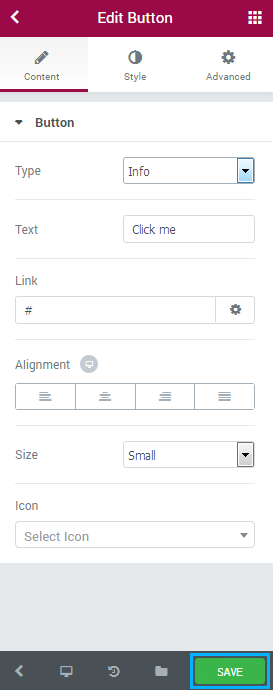 Edit Button
Content Style Advanced
Button
Type Info
Text Click me
Link
#
Alignment
Size Small
Icon
Select Icon
SAVE